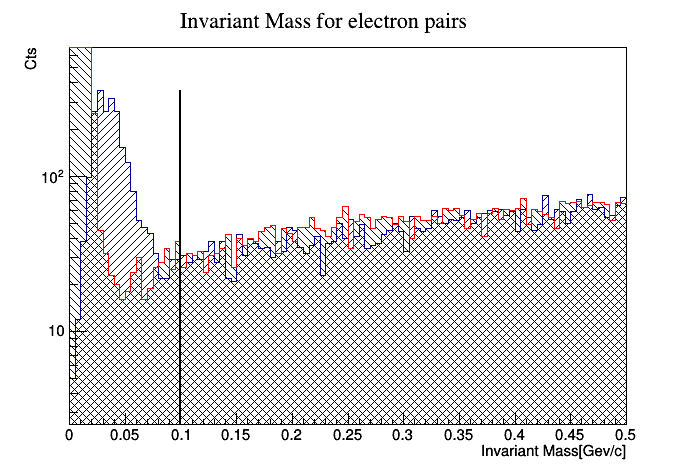 Invariant Mass for electron pairs
Cts
10²
10
0 0.05 0.1 0.15 0.2 0.25 0.3 0.35 0.4 0.45 0.5
Invariant Mass[Gev/c]